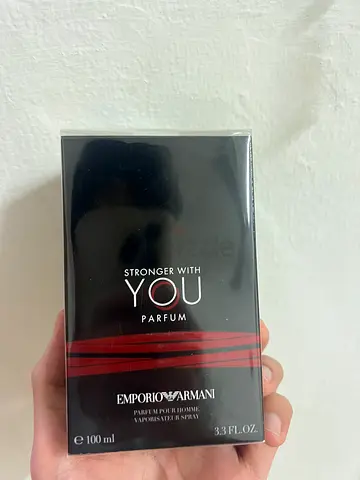 STRONGER WITH
YOU
PARFUM
EMPORIO ARMANI
PARFUM POUR HOMME
VAPORISATEUR SPRAY
℮ 100 ml
3.3 FL.OZ.